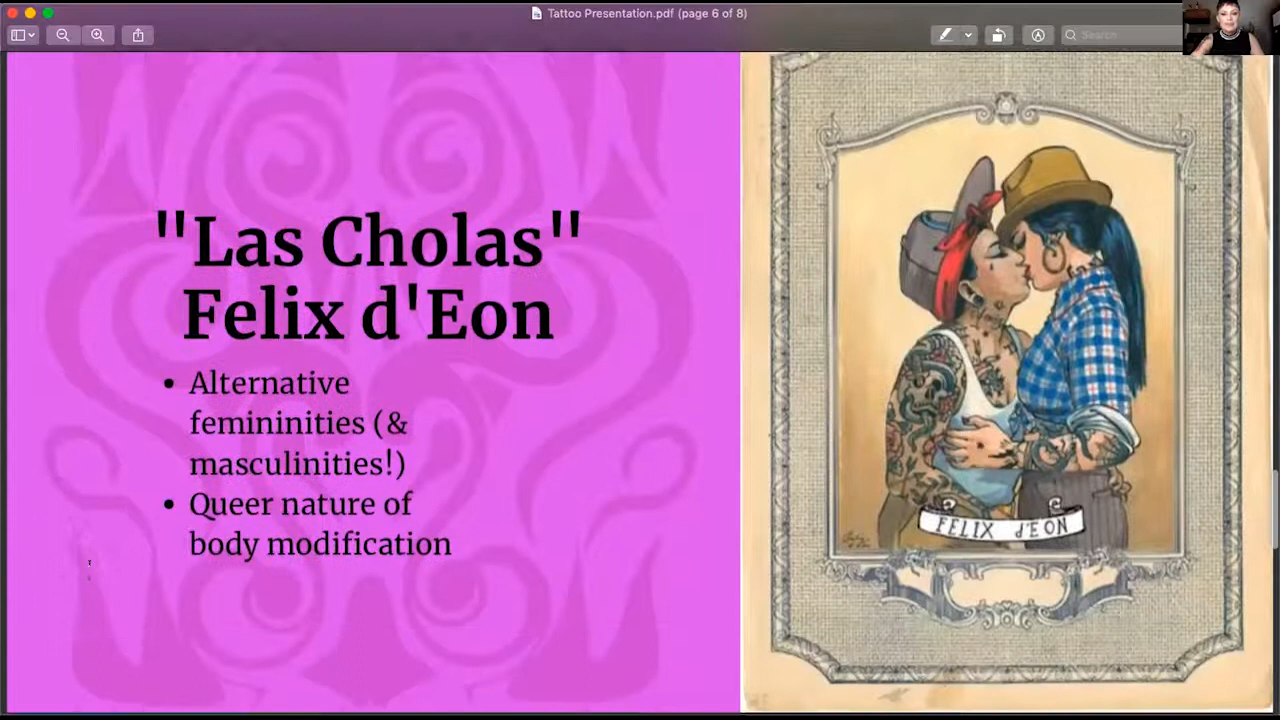 Tattoo Presentation.pdf (page 6 of 8)
Search
"Las Cholas"
Felix d'Eon
• Alternative
femininities (&
masculinities!)
• Queer nature of
body modification
FELIX d'EON